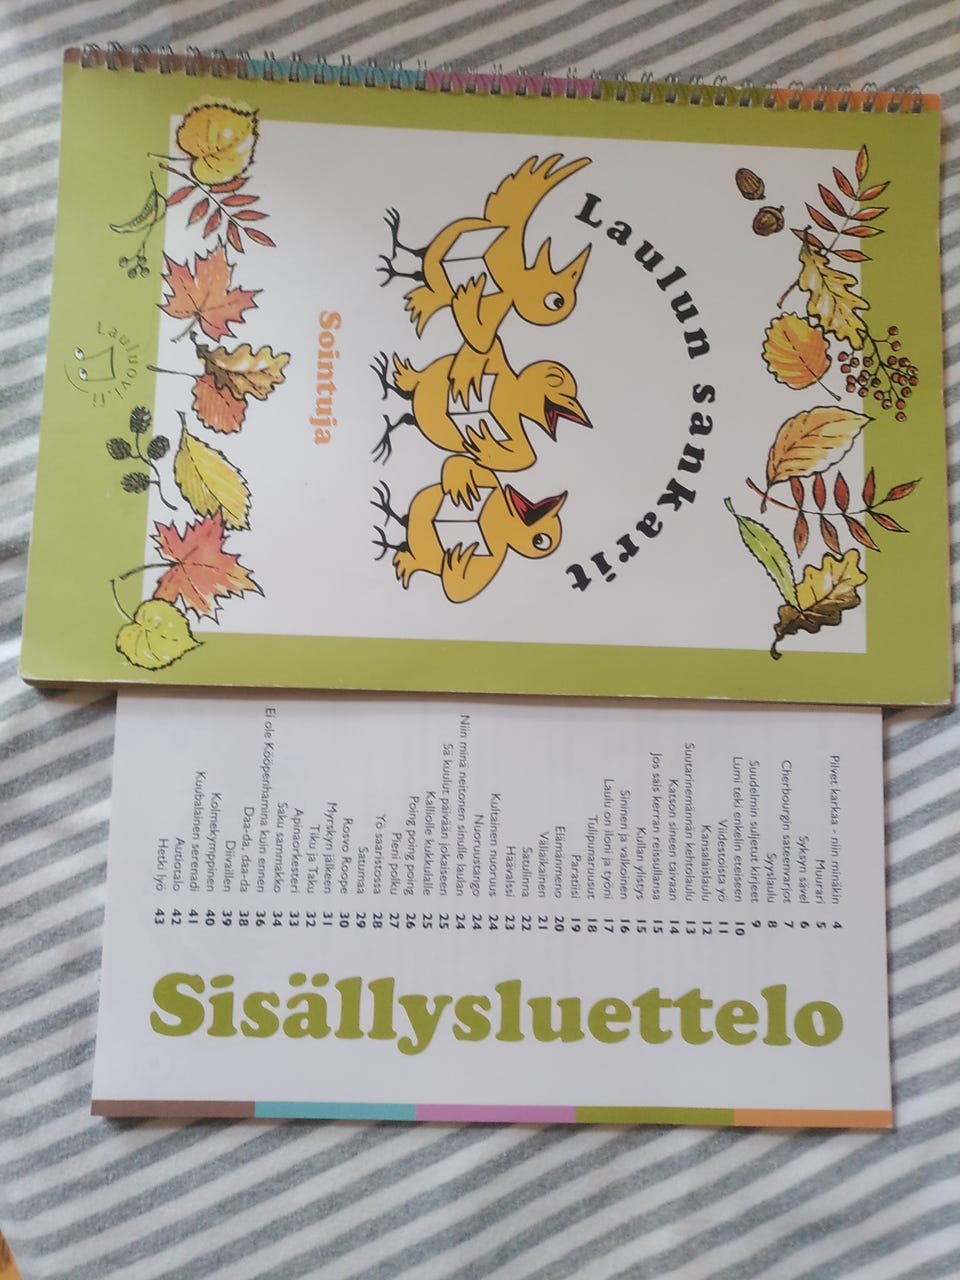 Laulun sankarit
Sointuja
Lauluovi.fi
Sisällysluettelo
Pilvet karkaa - niin minäkin 4
Muurari 5
Syksyn sävel 6
Cherbourgin sateenvarjot 7
Syyslaulu 8
Suudelmin suljetut kirjeet 9
Lumi teki enkelin eteiseen 10
Viidestoista yö 11
Kansalaislaulu 12
Suutarinemännän kehtolaulu 13
Katson sineen taivaan 14
Jos sais kerran reissullansa 15
Kullan ylistys 15
Sininen ja valkoinen 16
Laulu on iloni ja työni 17
Tulipunaruusut 18
Paratiisi 19
Elämänmeno 20
Väliaikainen 21
Satulinna 22
Häävalssi 23
Kultainen nuoruus 24
Nuoruustango 24
Niin minä neitonen sinulle laulan 24
Sä kuulut päivään jokaiseen 25
Kalliolle kukkulalle 25
Poing poing poing 26
Pieni polku 27
Yö saaristossa 28
Satumaa 29
Rosvo Roope 30
Myrskyn jälkeen 31
Tiku ja Taku 32
Apinaorkesteri 33
Saku sammakko 34
Ei ole Kööpenhamina kuin ennen 36
Daa-da, daa-da 38
Diivaillen 39
Kolmekymppinen 40
Kuubalainen serenadi 41
Autiotalo 42
Hetki lyö 43